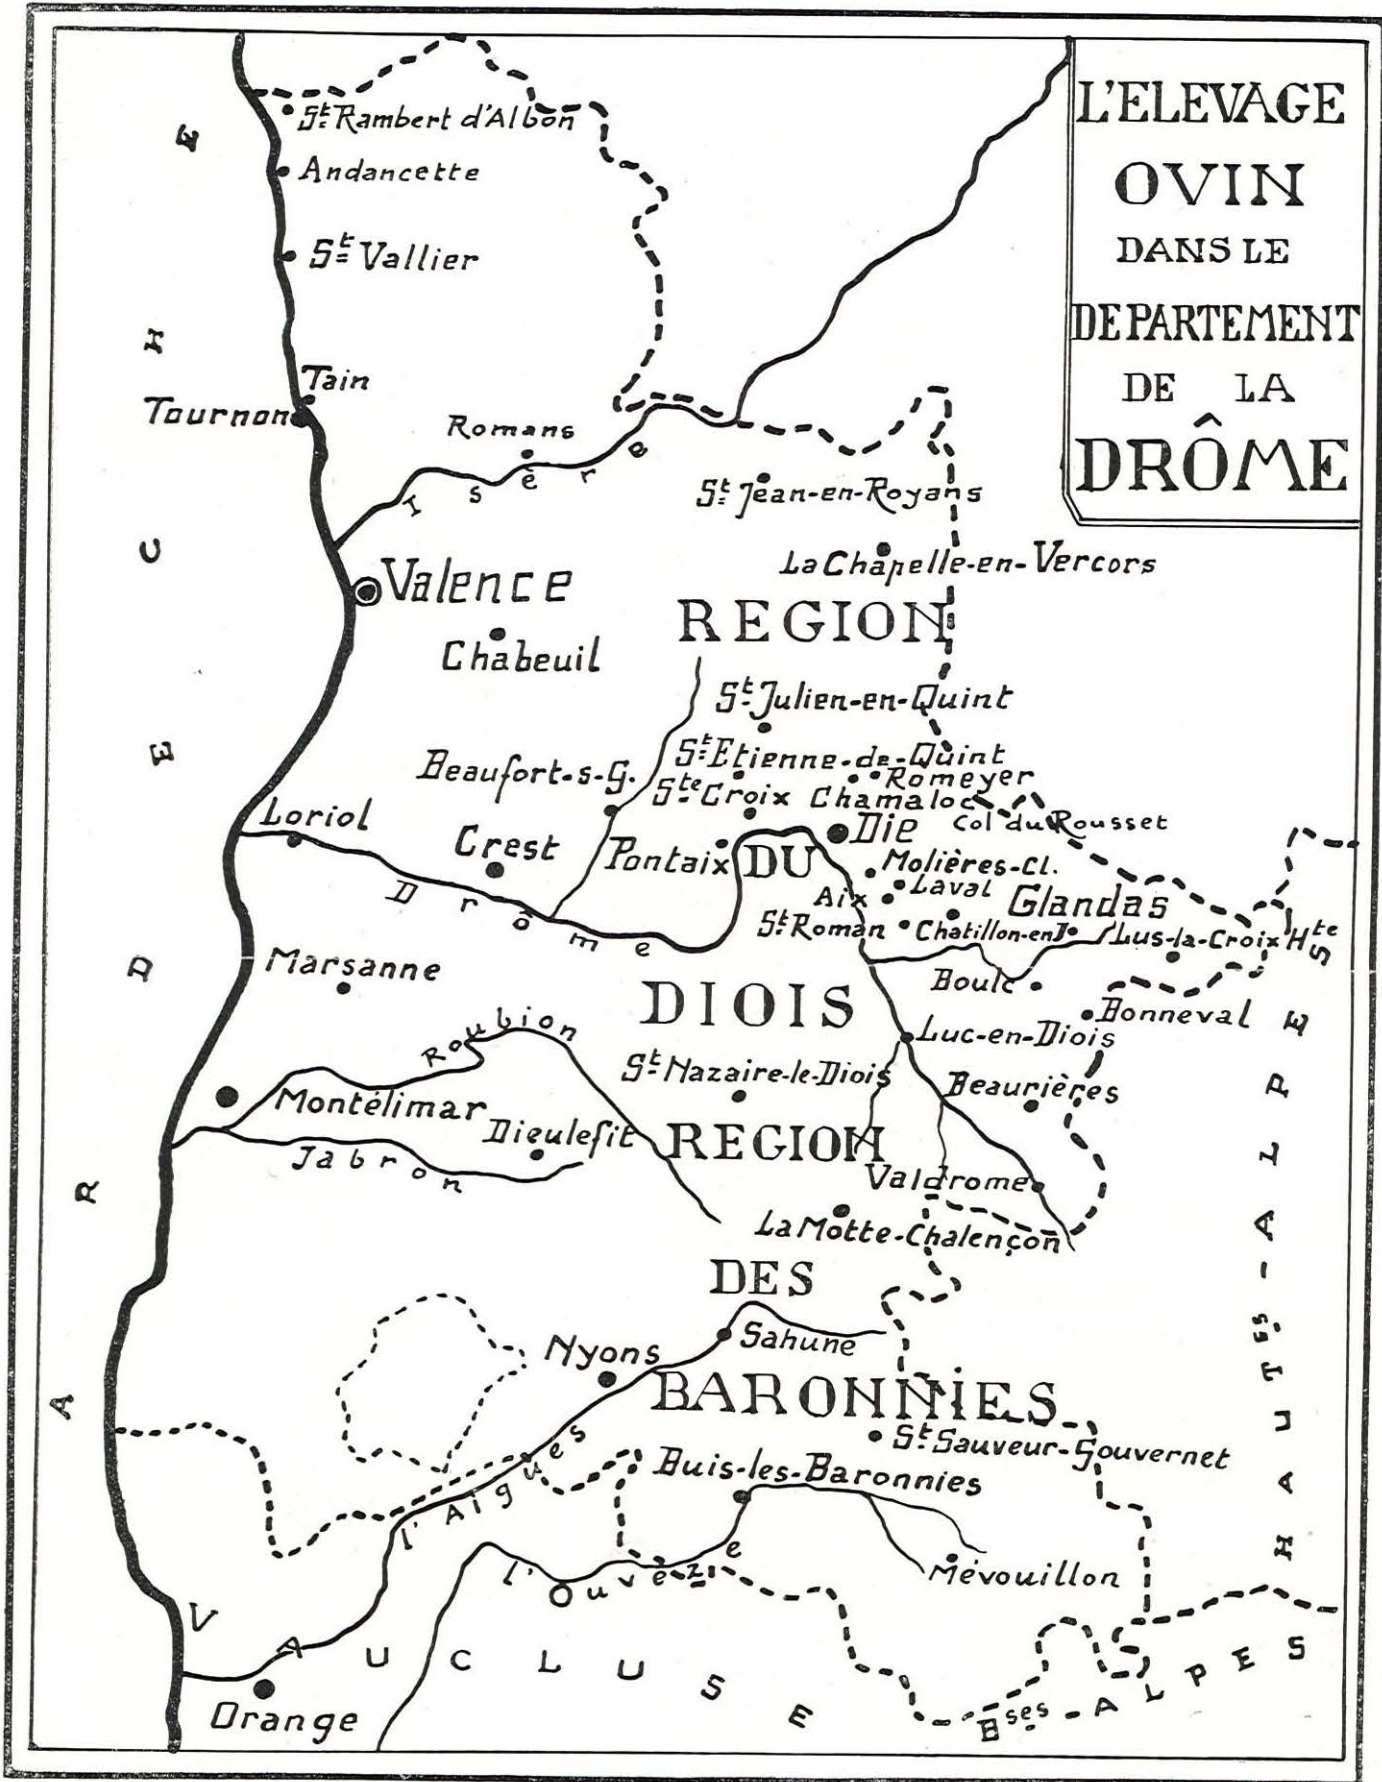 L'ELEVAGE
OVIN
DANS LE
DEPARTEMENT
DE LA
DRÔME
St Rambert d'Albon
Andancette
St Vallier
Tain
Tournon
Romans
Isère
St Jean-en-Royans
La Chapelle-en-Vercors
Valence
REGION
Chabeuil
St Julien-en-Quint
St Etienne-de-Quint
Beaufort-s-G.
Romeyer
Ste Croix
Chamaloc
Col du Rousset
Loriol
Die
Crest
Pontaix
DU
Molières-Cl.
Laval
Aix
Glandas
Drôme
St Roman
Chatillon-en D.
Lus-la-Croix Hte
Marsanne
Boulc
DIOIS
Bonneval
Roubion
Luc-en-Diois
St Nazaire-le-Diois
Beaurières
Montélimar
Dieulefit
REGION
Jabron
Valdrome
La Motte-Chalençon
DES
Sahune
Nyons
BARONNIES
St Sauveur-Gouvernet
Buis-les-Baronnies
l'Aigues
l'Ouvèze
Mévouillon
Orange
ARDECHE
VAUCLUSE
Bses-ALPES
HAUTES-ALPES